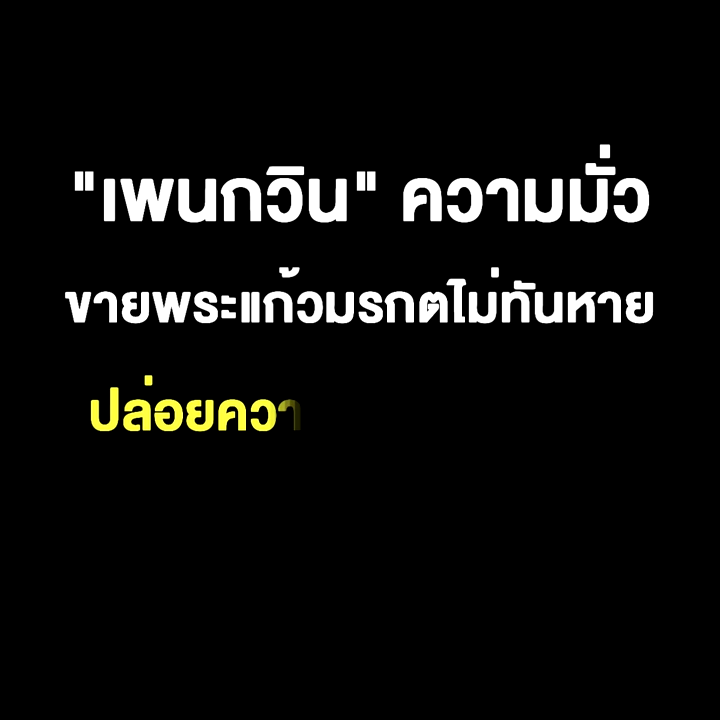 "เพนกวิน" ความมั่ว
ขายพระแก้วมรกตไม่ทันหาย
ปล่อยควา